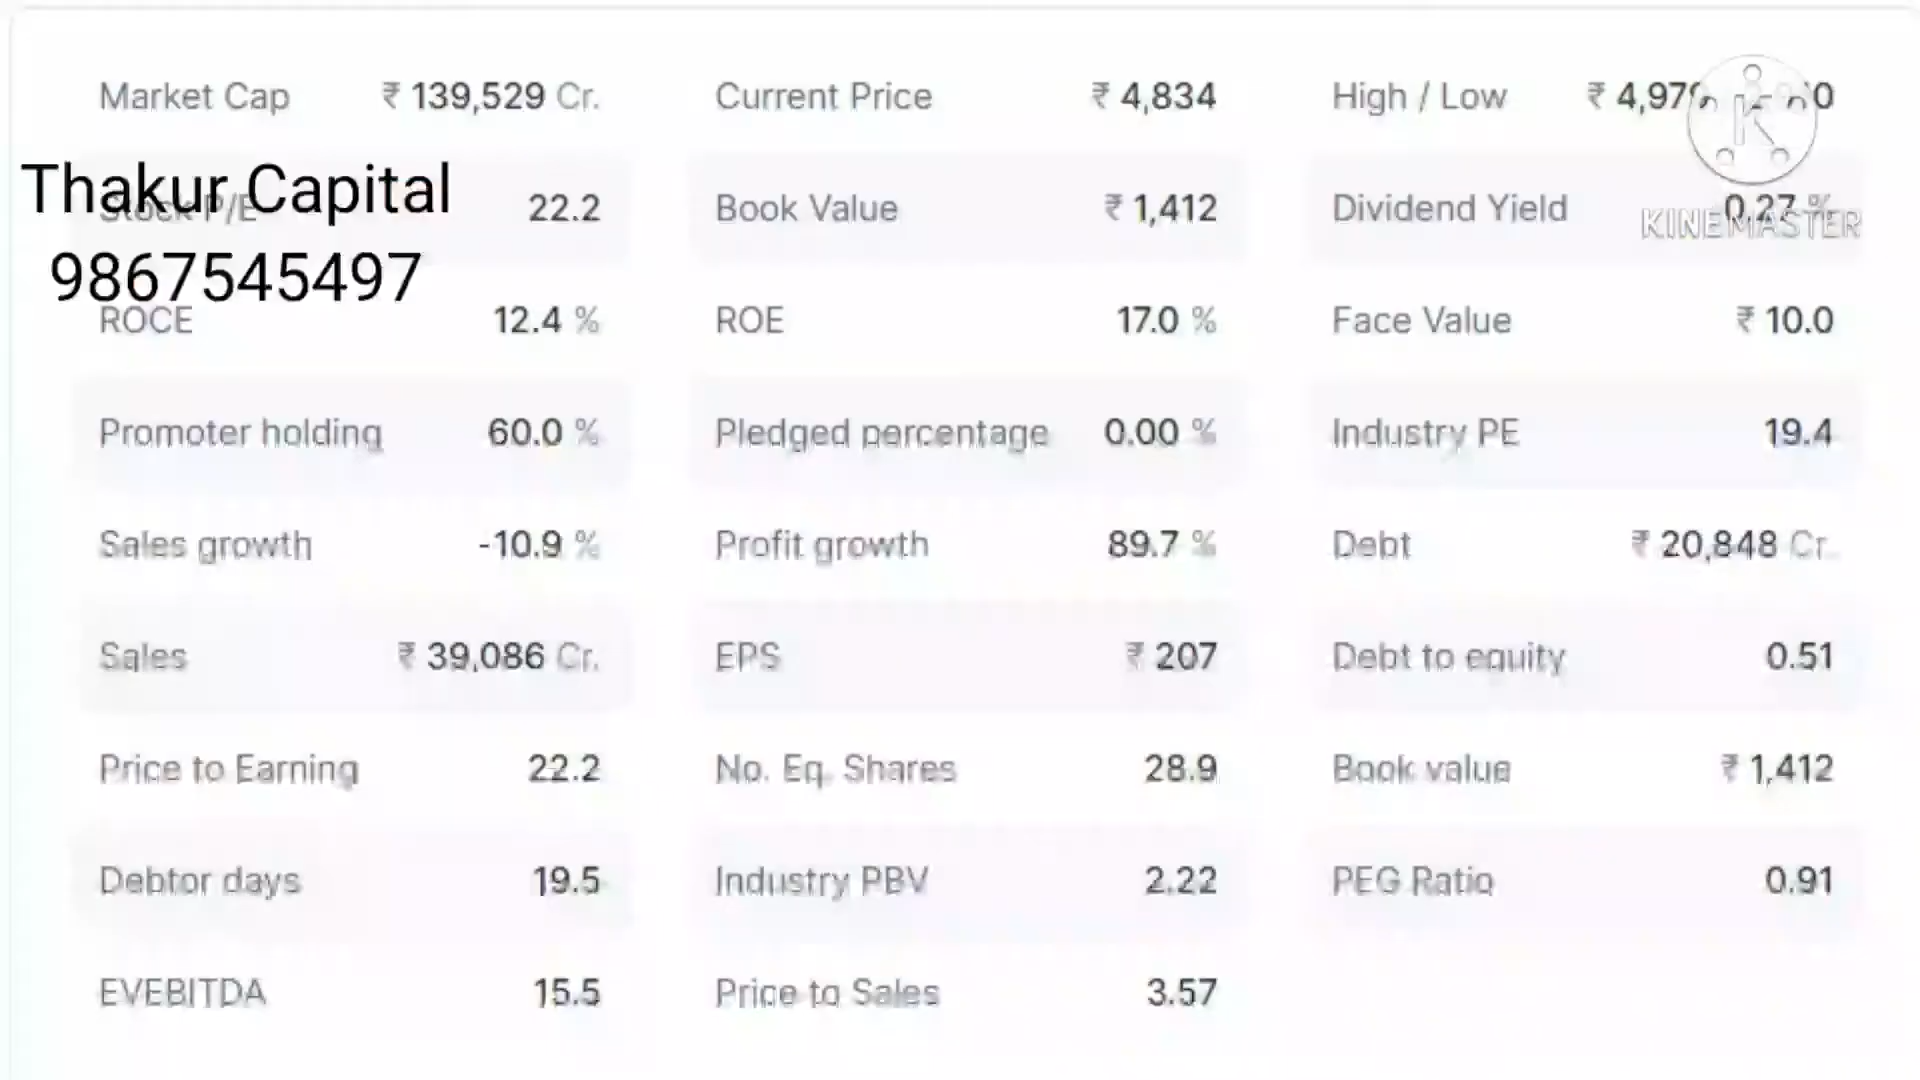 Market Cap ₹ 139,529 Cr. Current Price ₹ 4,834 High / Low ₹
Thakur Capital
Stock P/E 22.2 Book Value ₹ 1,412 Dividend Yield 0.27 %
KINEMASTER
9867545497
ROCE 12.4 % ROE 17.0 % Face Value ₹ 10.0
Promoter holding 60.0 % Pledged percentage 0.00 % Industry PE 19.4
Sales growth -10.9 % Profit growth 89.7 % Debt ₹ 20,848 Cr.
Sales ₹ 39,086 Cr. EPS ₹ 207 Debt to equity 0.51
Price to Earning 22.2 No. Eq. Shares 28.9 Book value ₹ 1,412
Debtor days 19.5 Industry PBV 2.22 PEG Ratio 0.91
EVEBITDA 15.5 Price to Sales 3.57